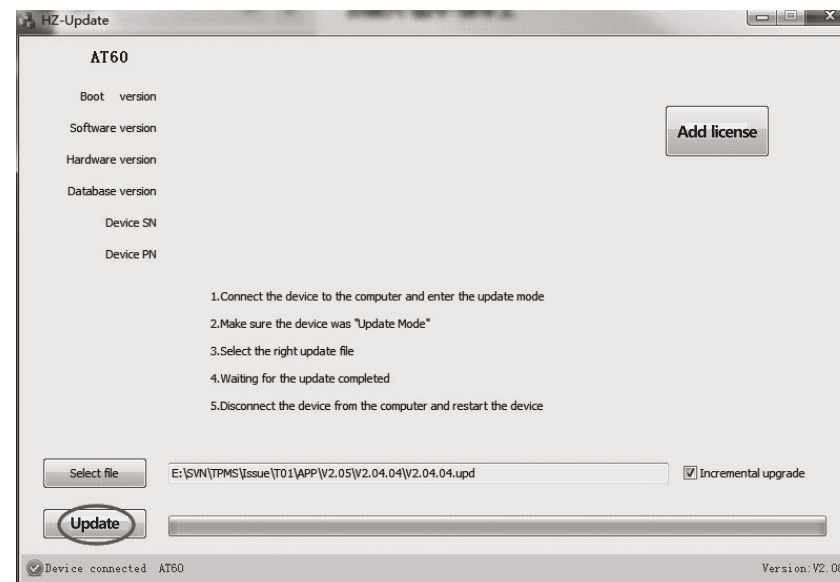 HZ-Update
AT60
Boot version
Software version
Add license
Hardware version
Database version
Device SN
Device PN
1.Connect the device to the computer and enter the update mode
2.Make sure the device was "Update Mode"
3.Select the right update file
4.Waiting for the update completed
5.Disconnect the device from the computer and restart the device
Select file E:\SVN\TPMS\Issue\T01\APP\V2.05\V2.04.04\V2.04.04.upd Incremental upgrade
Update
Device connected AT60 Version:V2.0